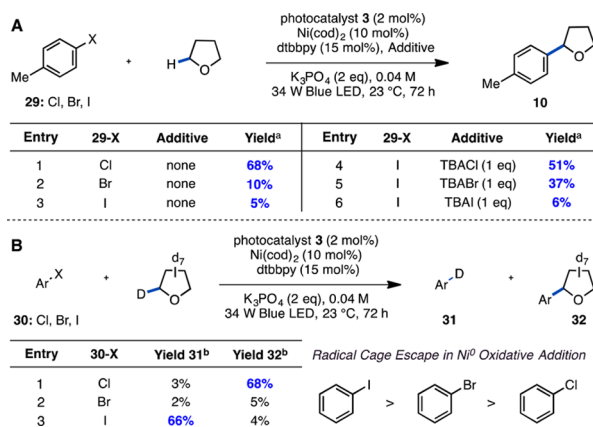 A
X
Me
29: Cl, Br, I
+
H
O
photocatalyst 3 (2 mol%)
Ni(cod)2 (10 mol%)
dtbbpy (15 mol%), Additive
K3PO4 (2 eq), 0.04 M
34 W Blue LED, 23 °C, 72 h
O
Me
10
Entry 29-X Additive Yielda Entry 29-X Additive Yielda
1 Cl none 68% 4 I TBACl (1 eq) 51%
2 Br none 10% 5 I TBABr (1 eq) 37%
3 I none 5% 6 I TBAI (1 eq) 6%
B
Ar X
30: Cl, Br, I
+
d7
D
O
photocatalyst 3 (2 mol%)
Ni(cod)2 (10 mol%)
dtbbpy (15 mol%)
K3PO4 (2 eq), 0.04 M
34 W Blue LED, 23 °C, 72 h
Ar D
31
+
d7
Ar
O
32
Entry 30-X Yield 31b Yield 32b
1 Cl 3% 68%
2 Br 2% 5%
3 I 66% 4%
Radical Cage Escape in Ni0 Oxidative Addition
I > Br > Cl